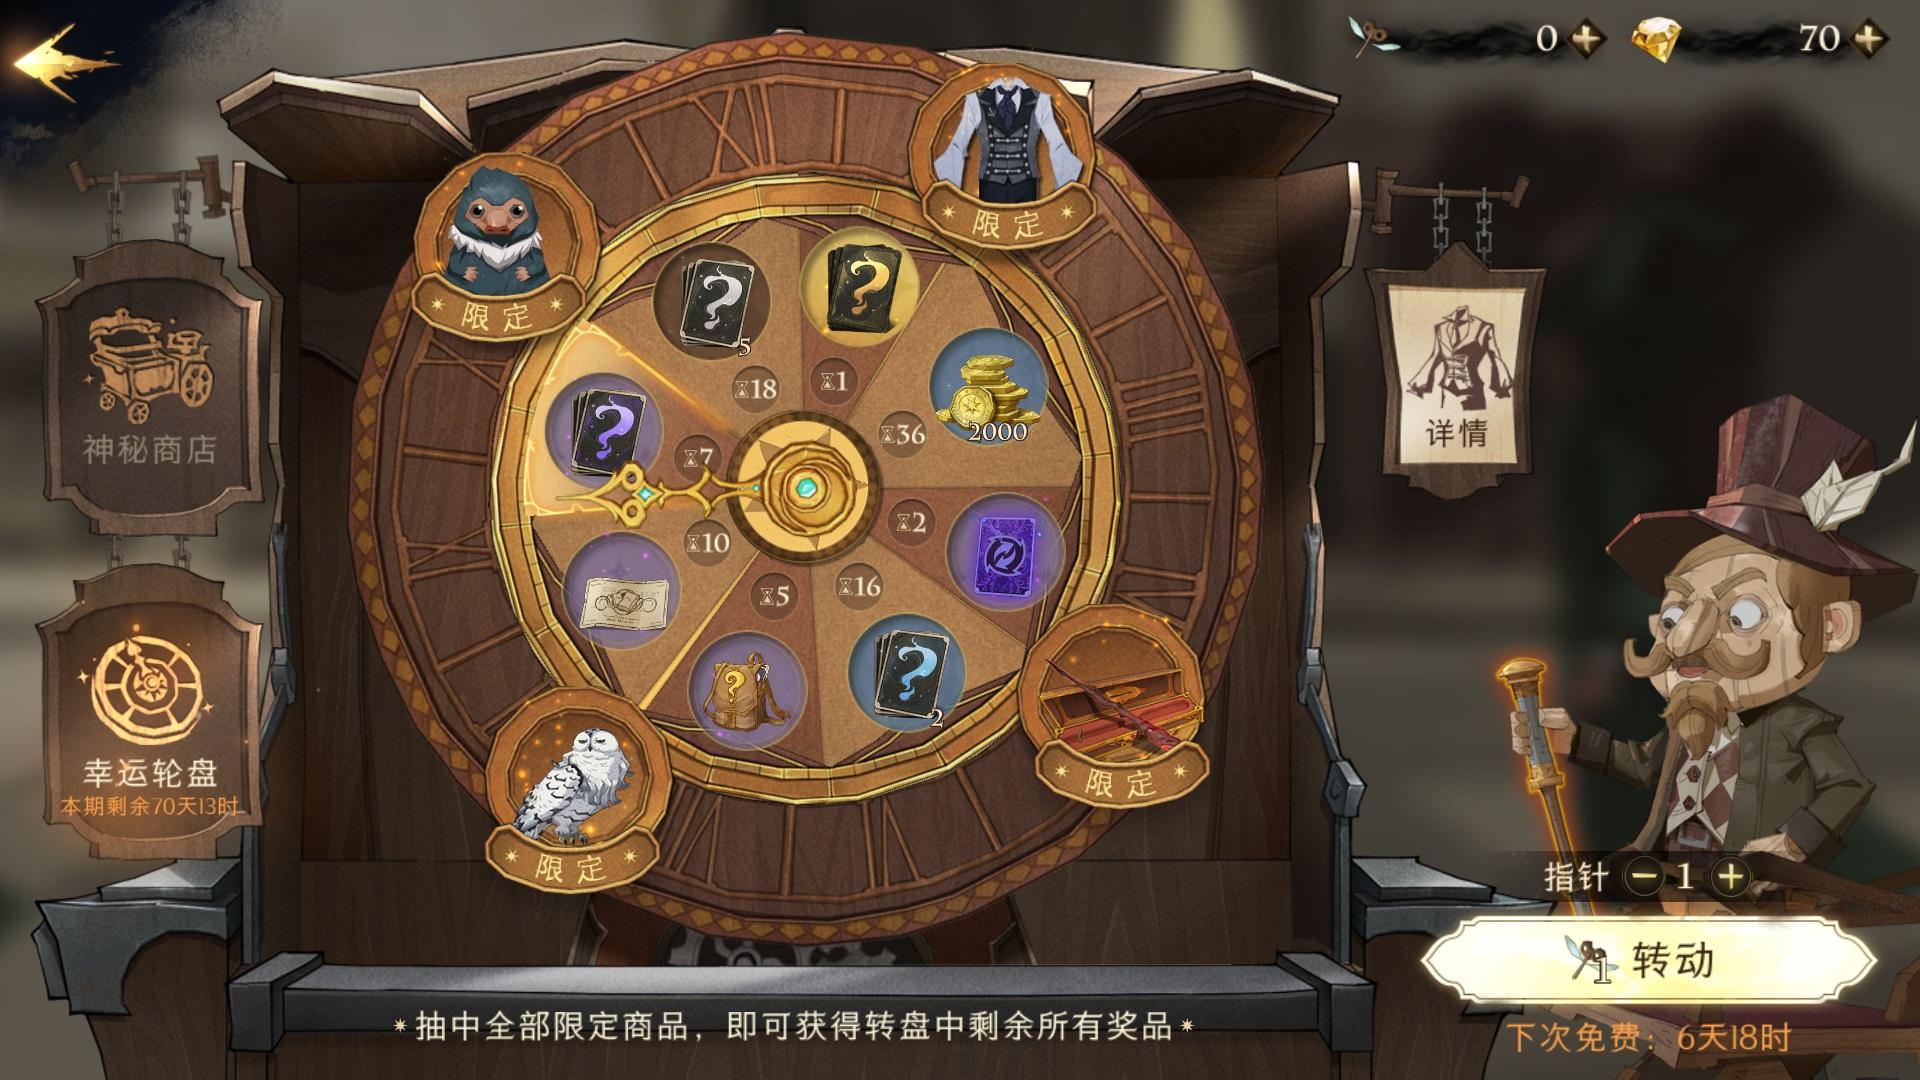 0
70
限定
限定
5
18
1
36
2000
7
2
10
5
16
2
限定
限定
神秘商店
幸运轮盘
本期剩余70天13时
详情
指针
1
1
转动
下次免费：6天18时
抽中全部限定商品，即可获得转盘中剩余所有奖品